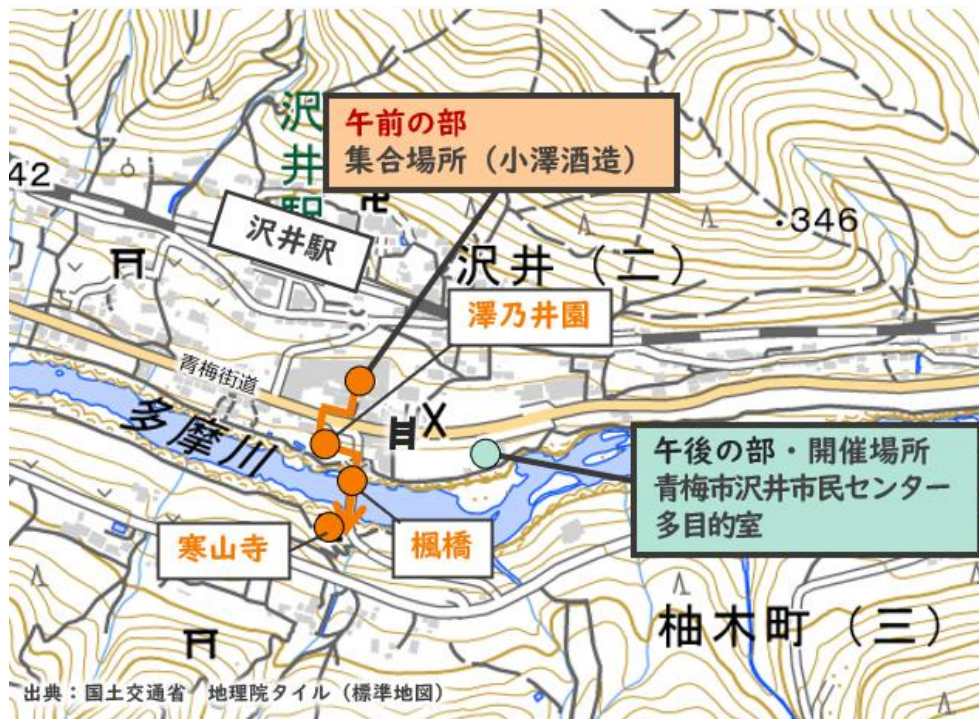 42
沢井駅
午前の部
集合場所（小澤酒造）
沢井駅
・346
沢井（二）
澤乃井園
青梅街道
多摩川
午後の部・開催場所
青梅市沢井市民センター
多目的室
寒山寺
楓橋
柚木町（三）
出典：国土交通省 地理院タイル（標準地図）